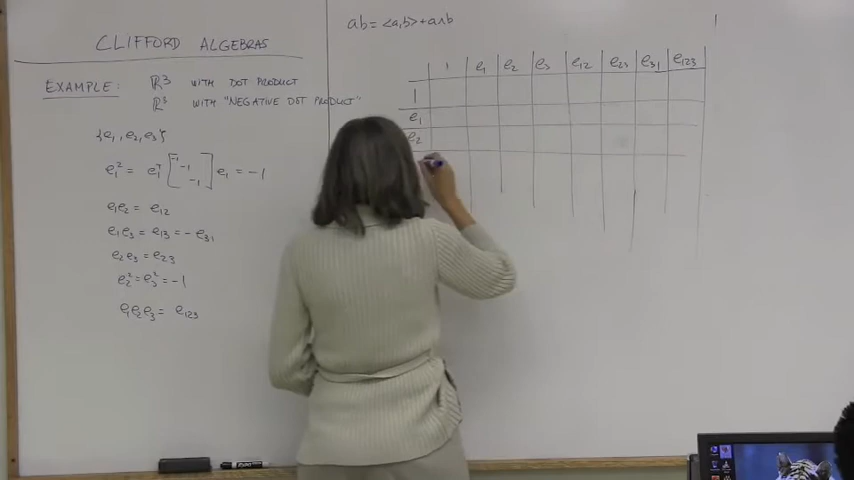 CLIFFORD ALGEBRAS
EXAMPLE: ℝ³ WITH DOT PRODUCT
ℝ³ WITH "NEGATIVE DOT PRODUCT"
{e₁, e₂, e₃}
e₁² = e₁ᵀ [-1 -1 -1] e₁ = -1
e₁e₂ = e₁₂
e₁e₃ = e₁₃ = -e₃₁
e₂e₃ = e₂₃
e₂² = e₃² = -1
e₁e₂e₃ = e₁₂₃
ab = <a,b> + a∧b
1 e₁ e₂ e₃ e₁₂ e₂₃ e₃₁ e₁₂₃
1
e₁
e₂